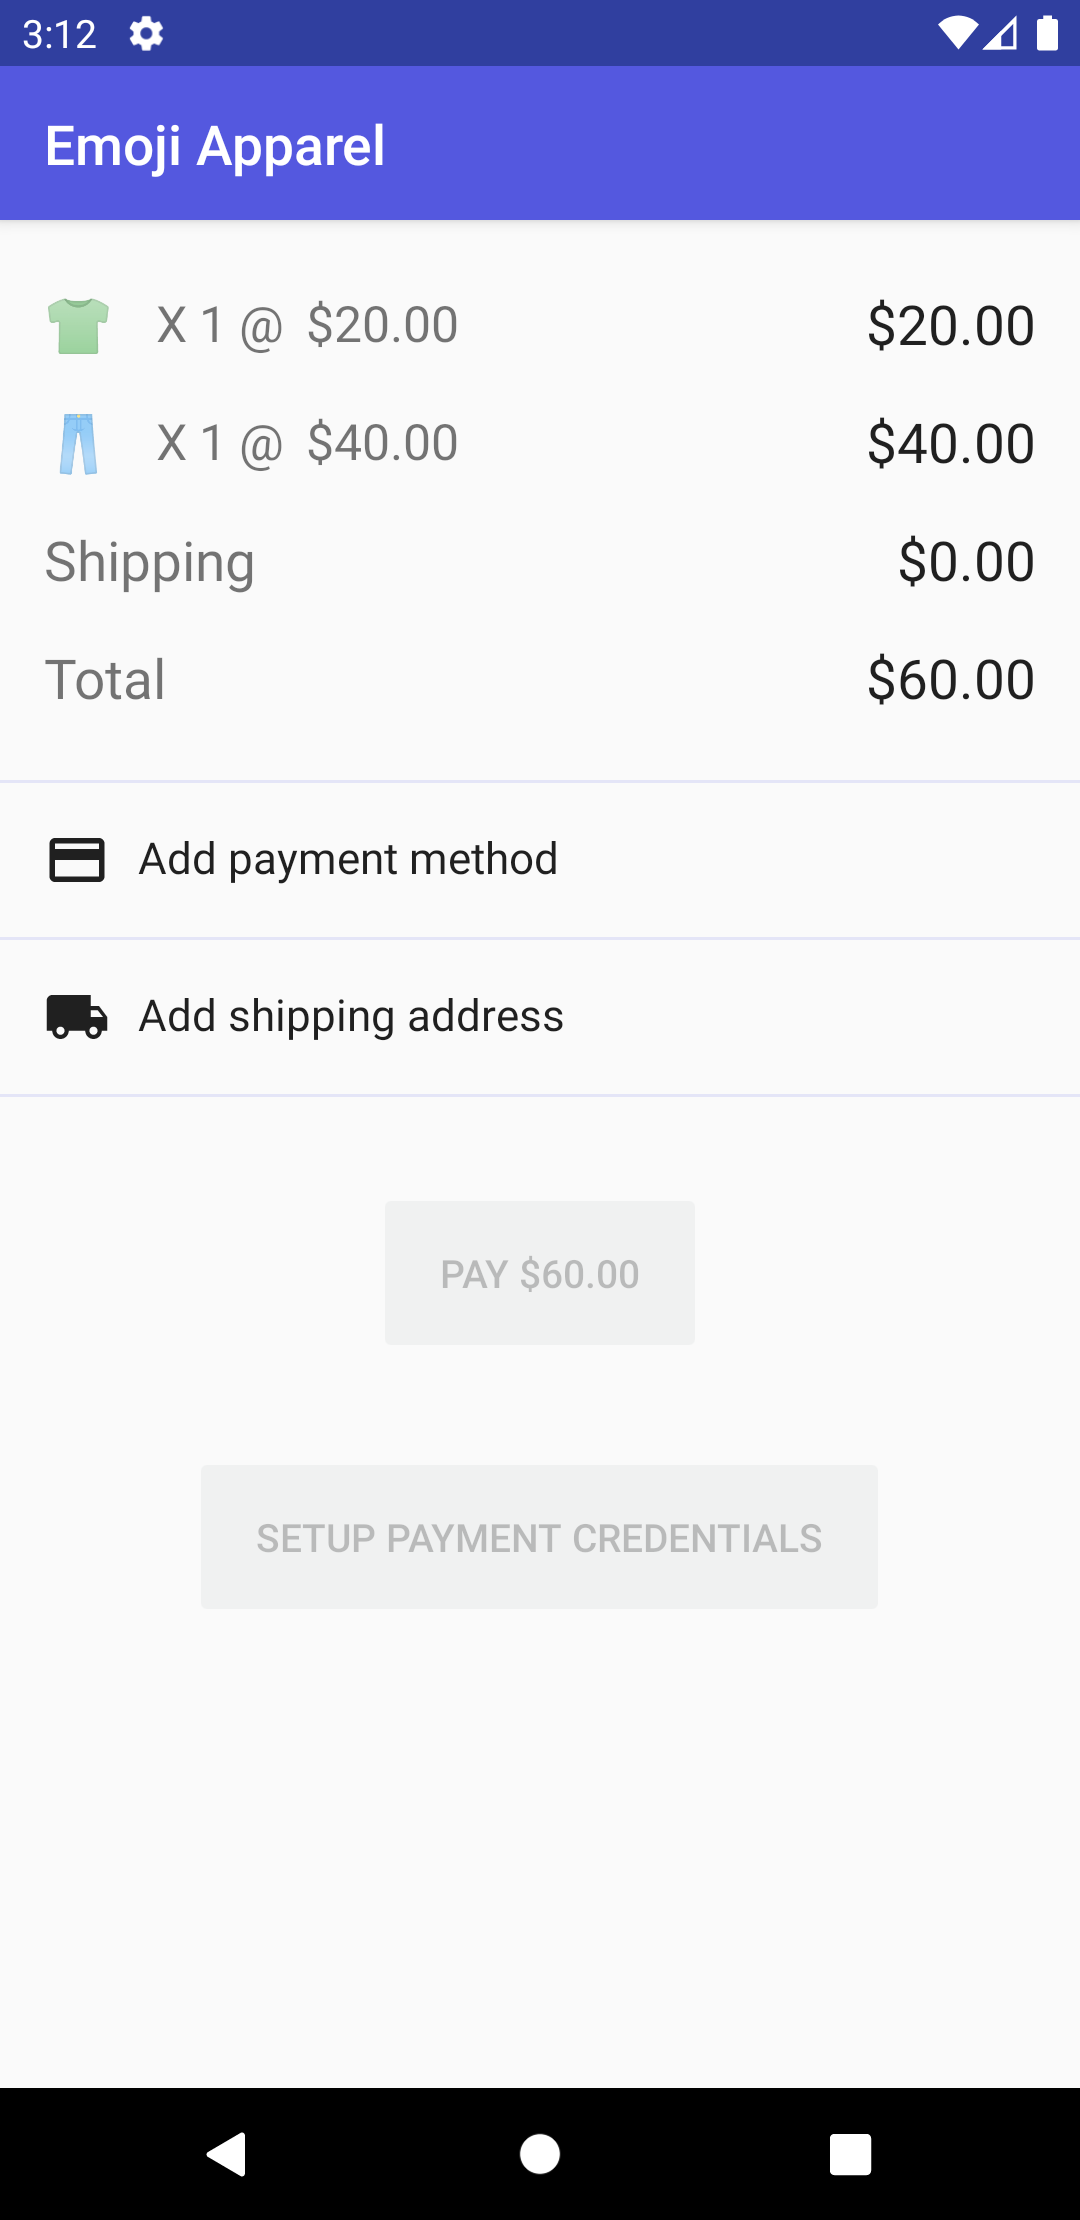 3:12
Emoji Apparel
X 1 @ $20.00 $20.00
X 1 @ $40.00 $40.00
Shipping $0.00
Total $60.00
Add payment method
Add shipping address
PAY $60.00
SETUP PAYMENT CREDENTIALS